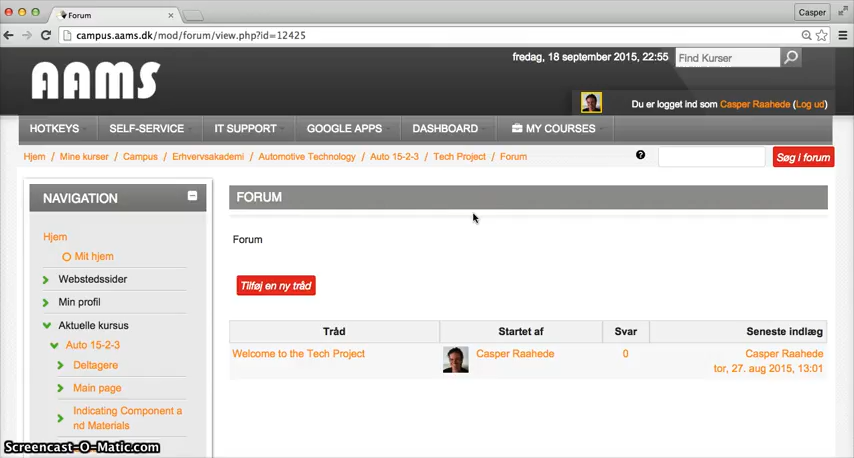 Forum
Casper
campus.aams.dk/mod/forum/view.php?id=12425
AAMS
fredag, 18 september 2015, 22:55
Find Kurser
Du er logget ind som Casper Raahede (Log ud)
HOTKEYS SELF-SERVICE IT SUPPORT GOOGLE APPS DASHBOARD MY COURSES
Hjem / Mine kurser / Campus / Erhvervsakademi / Automotive Technology / Auto 15-2-3 / Tech Project / Forum
Søg i forum
NAVIGATION
Hjem
Mit hjem
Webstedssider
Min profil
Aktuelle kursus
Auto 15-2-3
Deltagere
Main page
Indicating Component a
nd Materials
FORUM
Forum
Tilføj en ny tråd
Tråd Startet af Svar Seneste indlæg
Welcome to the Tech Project Casper Raahede 0 Casper Raahede
tor, 27. aug 2015, 13:01
Screencast-O-Matic.com